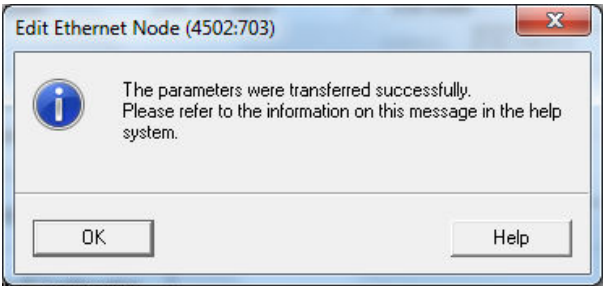 Edit Ethernet Node (4502:703)
The parameters were transferred successfully.
Please refer to the information on this message in the help
system.
OK
Help